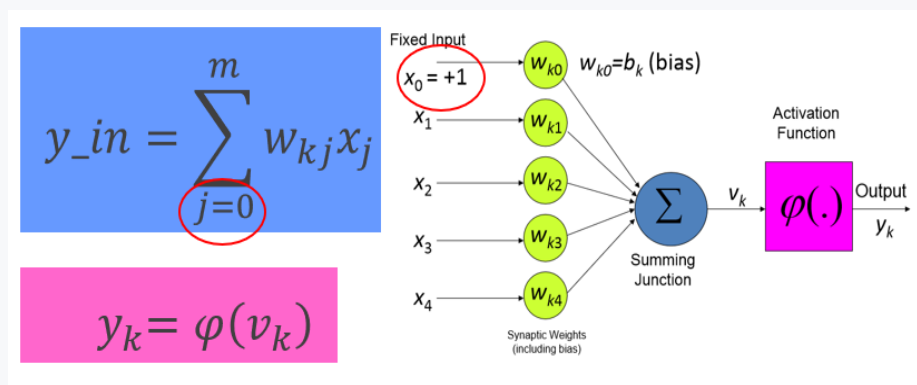 y_in = ∑_{j=0}^{m} w_{kj}x_j
y_k = φ(v_k)
Fixed Input
x_0 = +1
w_{k0}
w_{k0}=b_k (bias)
x_1
w_{k1}
x_2
w_{k2}
x_3
w_{k3}
x_4
w_{k4}
Synaptic Weights
(including bias)
Σ
Summing
Junction
v_k
Activation
Function
φ(.)
Output
y_k